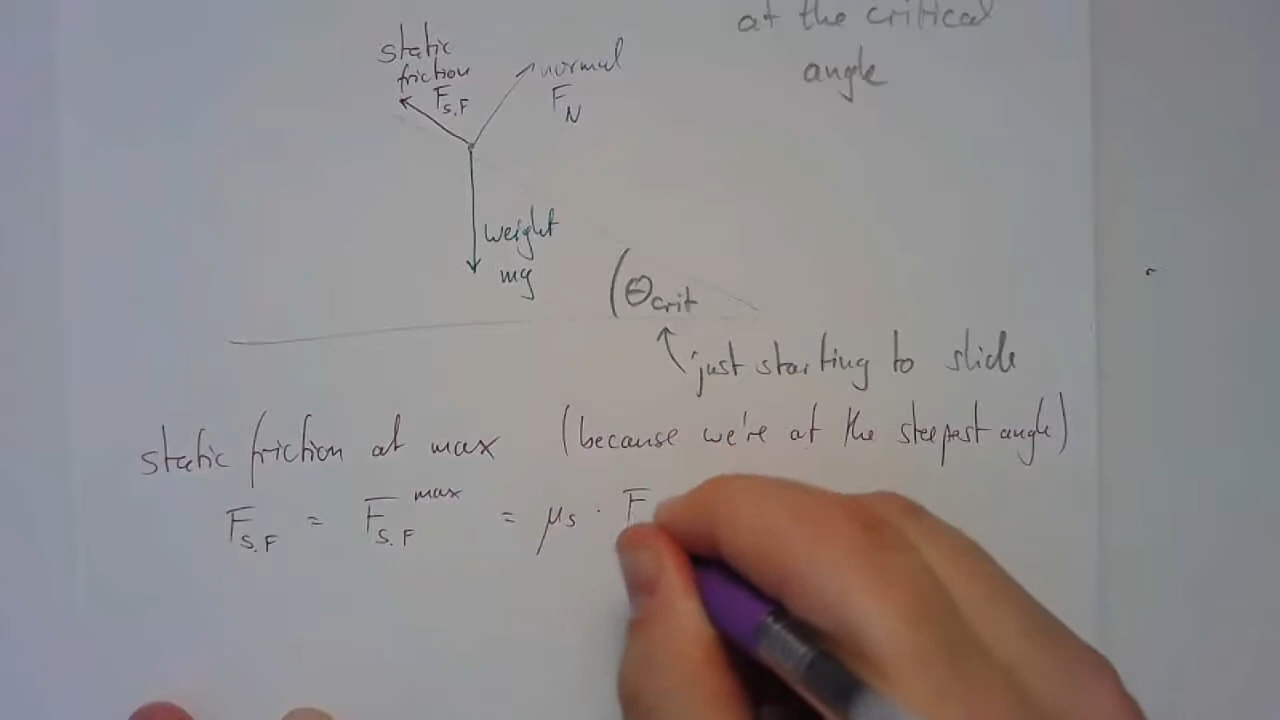 at the critical
angle
static
friction
F_S.F
normal
F_N
weight
mg
(θ_crit
just starting to slide
static friction at max (because we're at the steepest angle)
F_S.F = F_S.F^max = μs · F